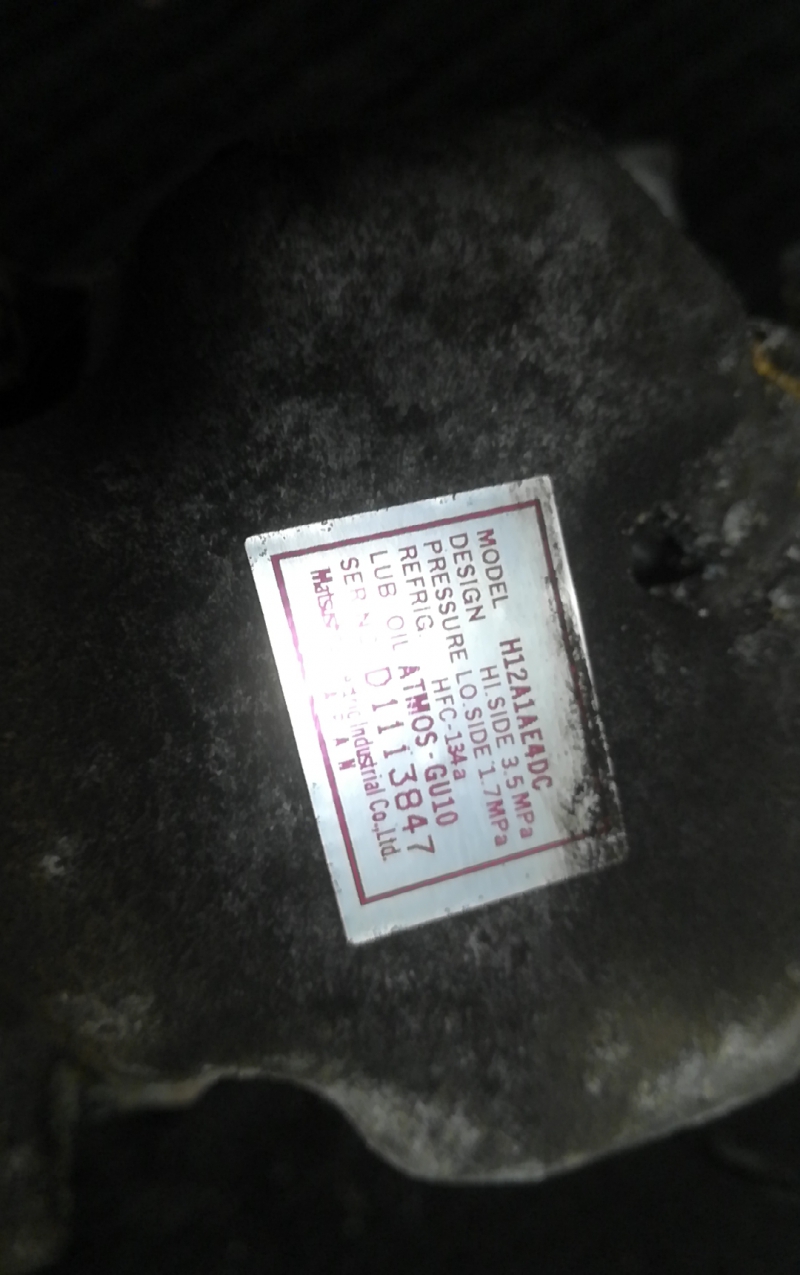 MODEL H12A1AE4DC
DESIGN HI.SIDE 3.5MPa
PRESSURE LO.SIDE 1.7MPa
REFRIG. HFC-134a
LUB OIL ATMOS-GU10
SER. D1113847
Industrial Co.,Ltd.